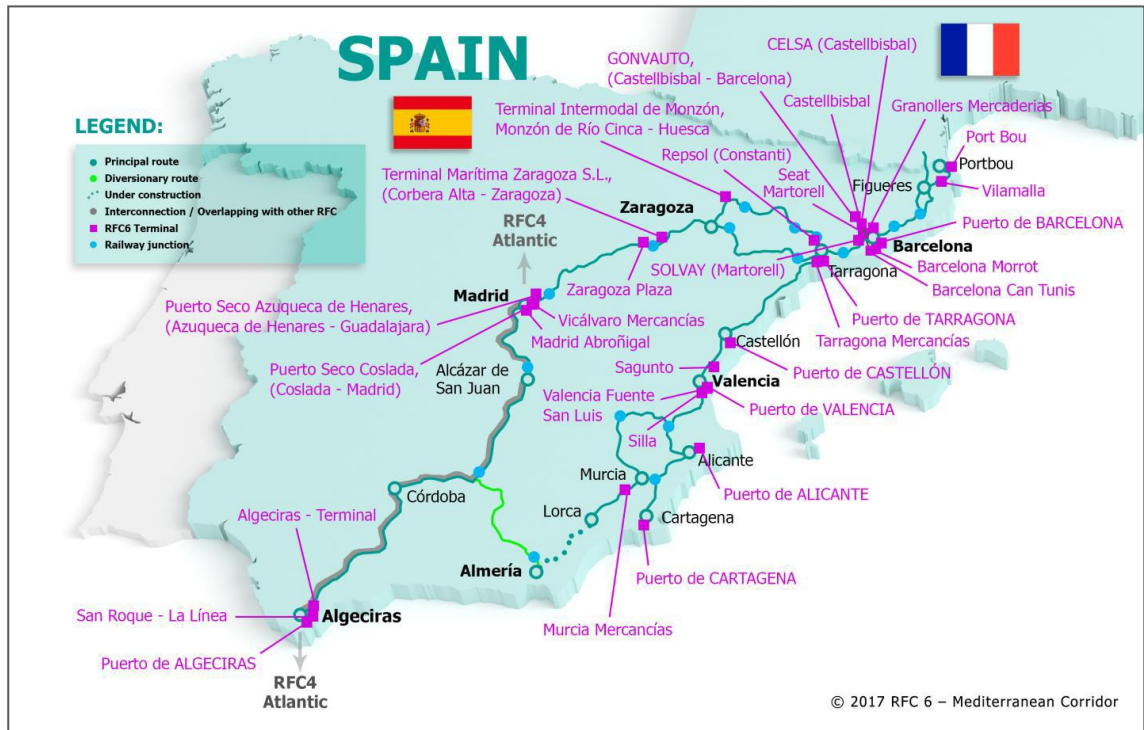 SPAIN
LEGEND:
Principal route
Diversionary route
Under construction
Interconnection / Overlapping with other RFC
RFC6 Terminal
Railway junction
CELSA (Castellbisbal)
GONVAUTO,
(Castellbisbal - Barcelona)
Castellbisbal
Granollers Mercaderias
Terminal Intermodal de Monzón,
Monzón de Río Cinca - Huesca
Port Bou
Portbou
Repsol (Constanti)
Seat
Martorell
Figueres
Vilamalla
Terminal Marítima Zaragoza S.L.,
(Corbera Alta - Zaragoza)
Zaragoza
Puerto de BARCELONA
RFC4
Atlantic
Barcelona
SOLVAY (Martorell)
Tarragona
Barcelona Morrot
Zaragoza Plaza
Barcelona Can Tunis
Madrid
Puerto Seco Azuqueca de Henares,
(Azuqueca de Henares - Guadalajara)
Vicálvaro Mercancías
Puerto de TARRAGONA
Madrid Abroñigal
Tarragona Mercancías
Castellón
Puerto Seco Coslada,
(Coslada - Madrid)
Alcázar de
San Juan
Sagunto
Puerto de CASTELLÓN
Valencia
Valencia Fuente
San Luis
Puerto de VALENCIA
Silla
Alicante
Murcia
Puerto de ALICANTE
Córdoba
Algeciras - Terminal
Lorca
Cartagena
Almería
Puerto de CARTAGENA
San Roque - La Línea
Algeciras
Murcia Mercancías
Puerto de ALGECIRAS
RFC4
Atlantic
© 2017 RFC 6 – Mediterranean Corridor